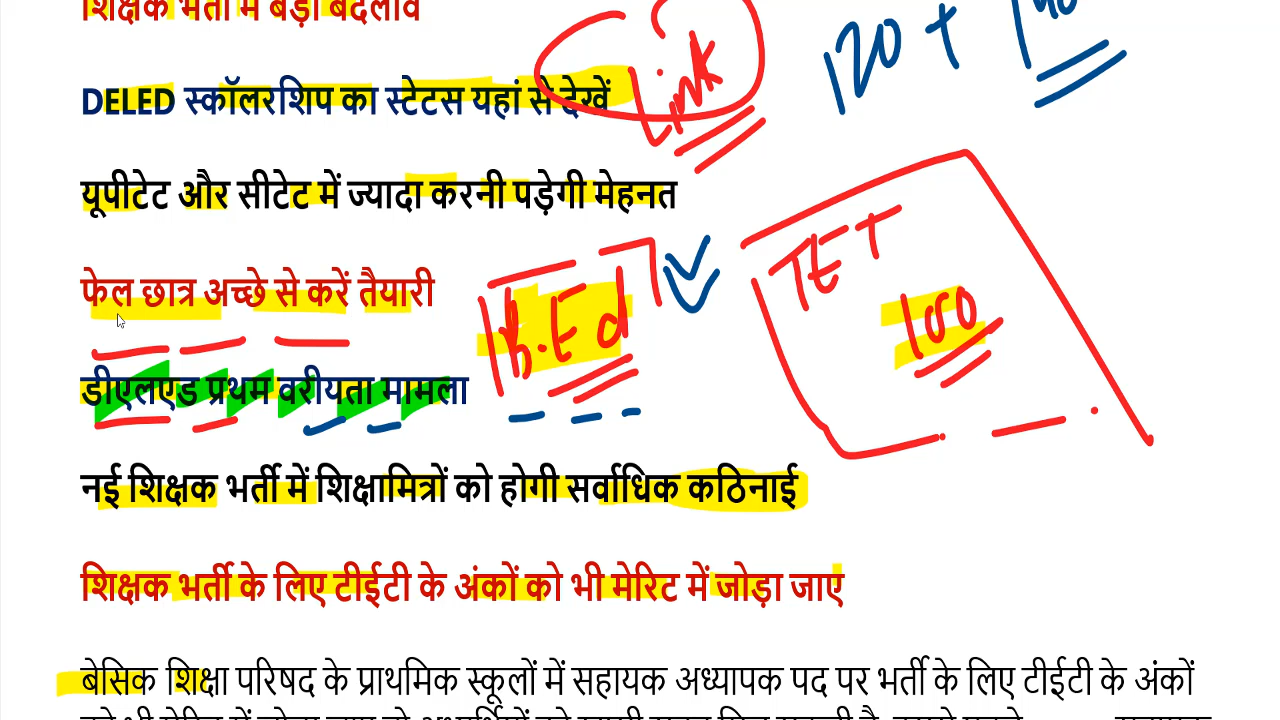 शिक्षक भर्ती में बड़ा बदलाव
120 +
DELED स्कॉलरशिप का स्टेटस यहां से देखें
Link
यूपीटेट और सीटेट में ज्यादा करनी पड़ेगी मेहनत
TET
फेल छात्र अच्छे से करें तैयारी
B.Ed
100
डीएलएड प्रथम वरीयता मामला
नई शिक्षक भर्ती में शिक्षामित्रों को होगी सर्वाधिक कठिनाई
शिक्षक भर्ती के लिए टीईटी के अंकों को भी मेरिट में जोड़ा जाए
बेसिक शिक्षा परिषद के प्राथमिक स्कूलों में सहायक अध्यापक पद पर भर्ती के लिए टीईटी के अंकों